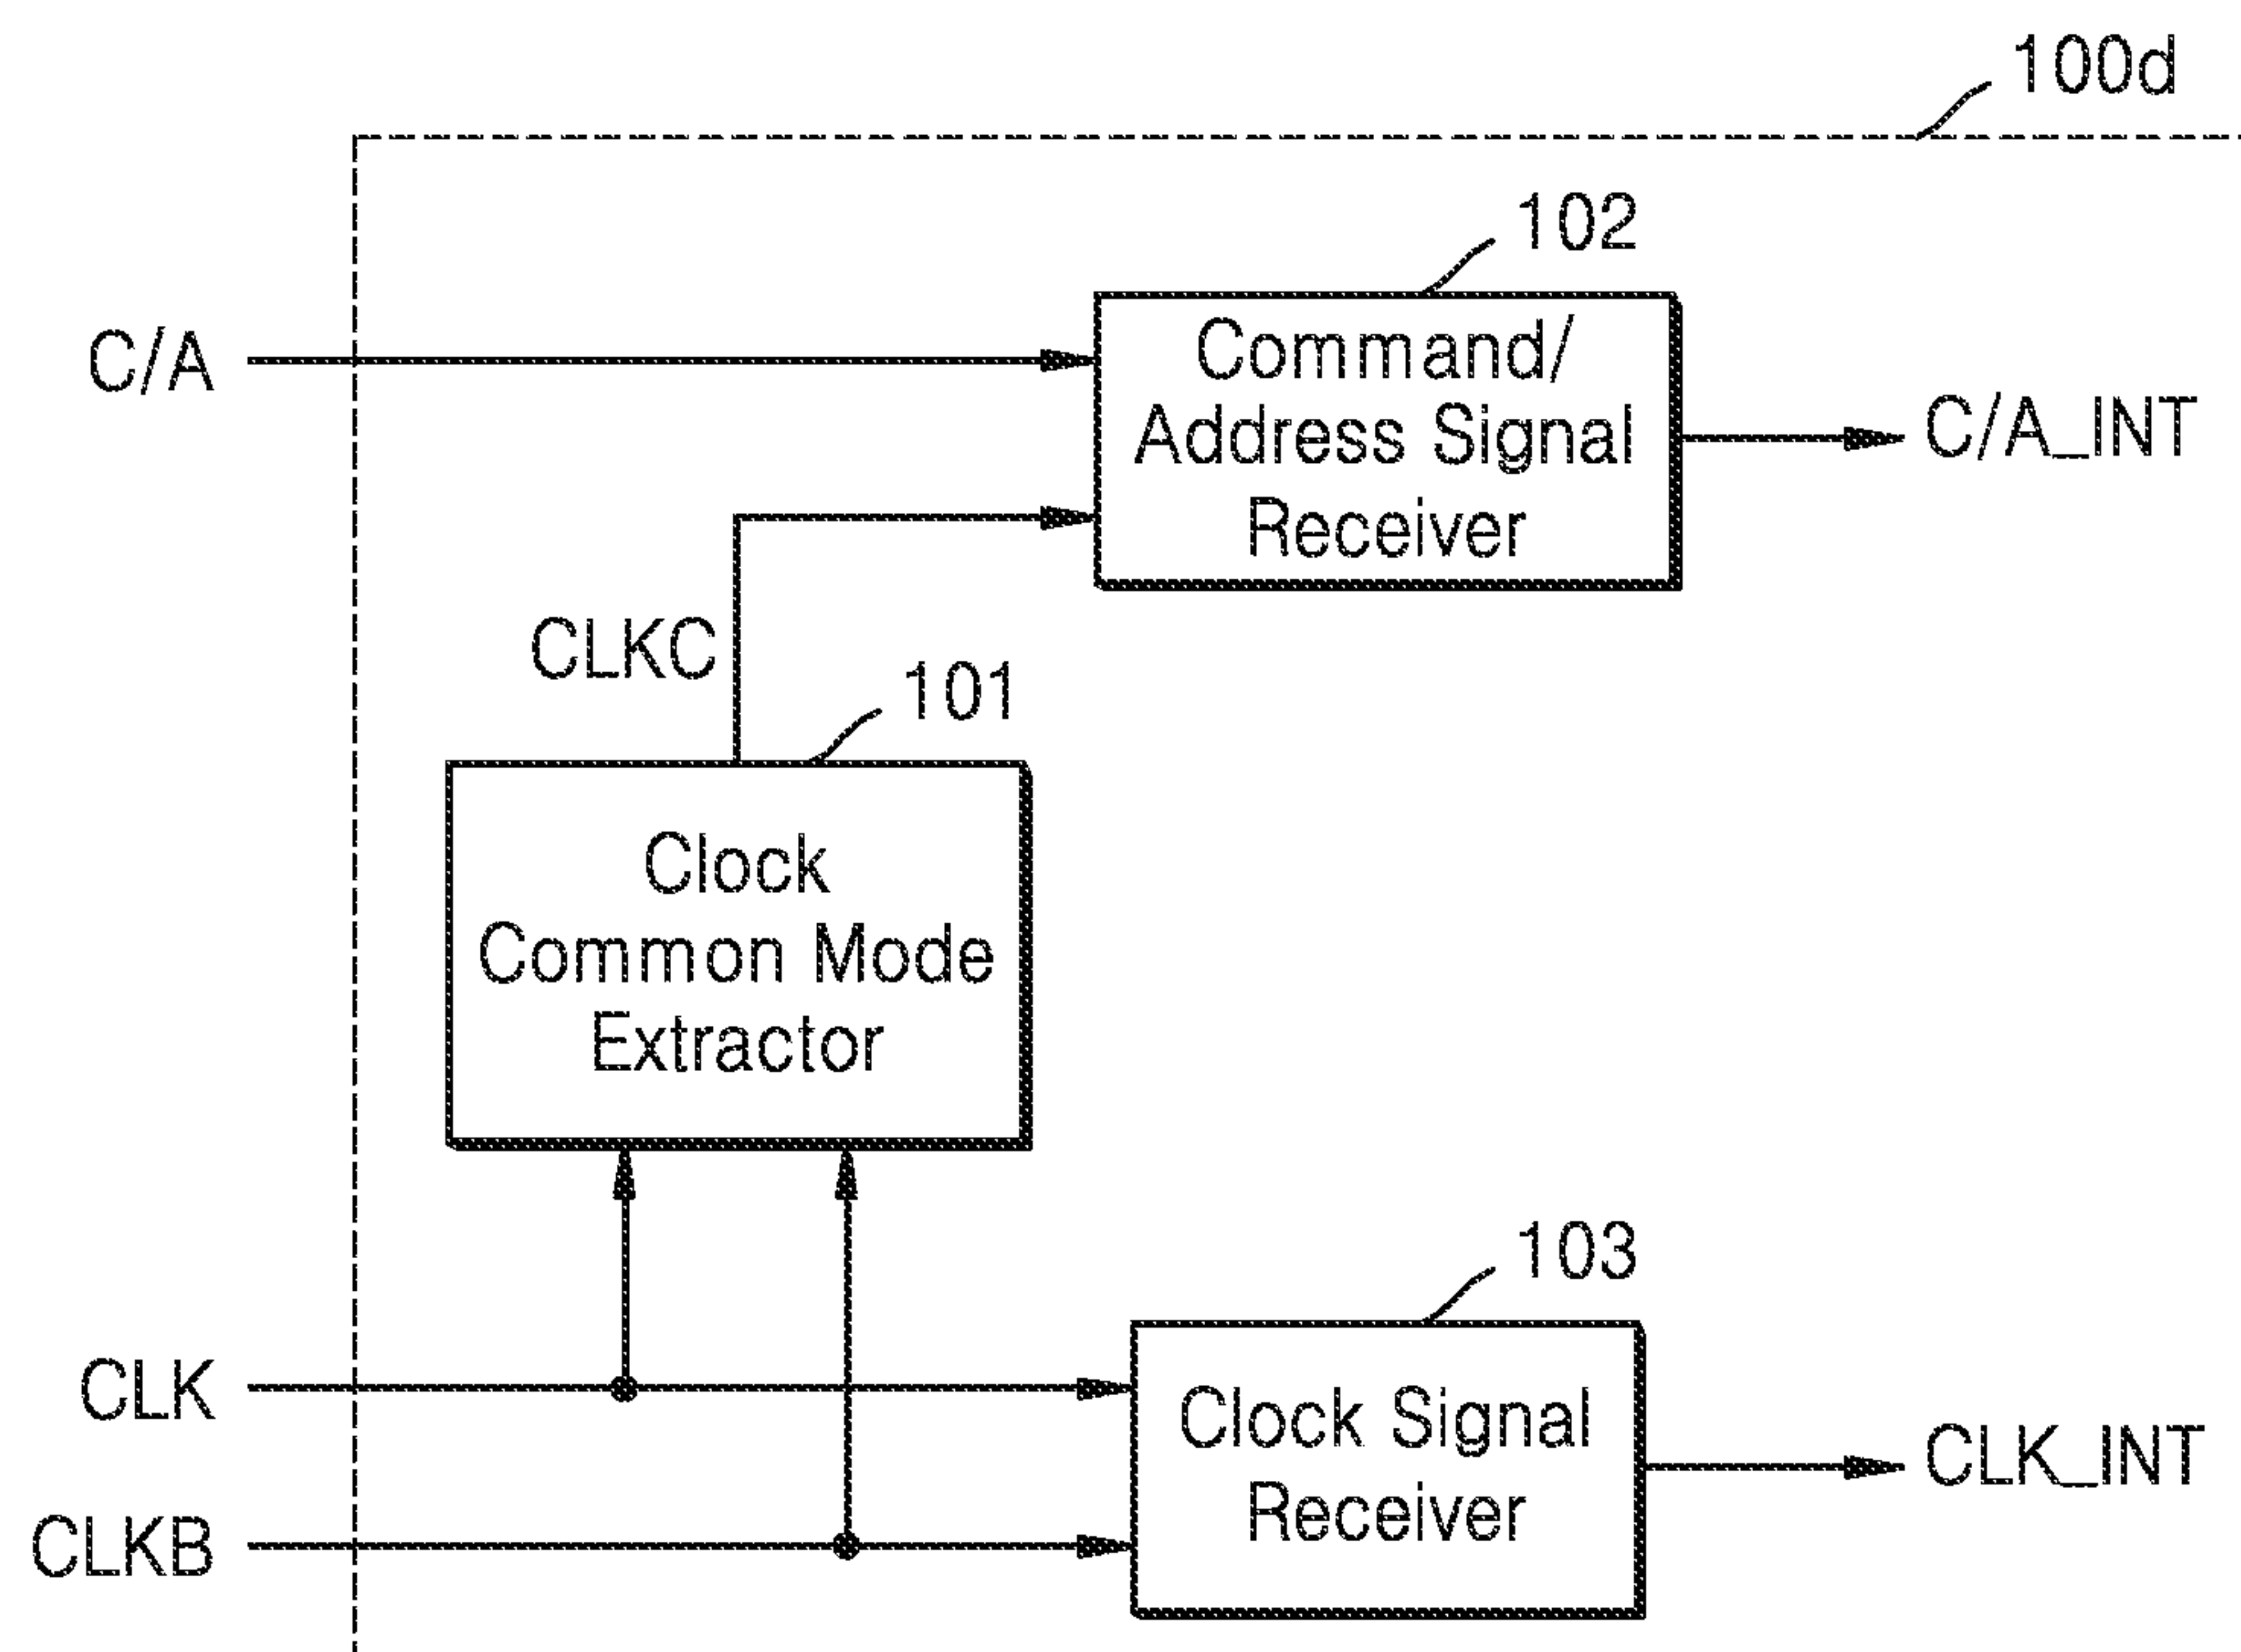 100d
102
C/A
Command/
Address Signal
Receiver
C/A_INT
CLKC
101
Clock
Common Mode
Extractor
103
CLK
Clock Signal
Receiver
CLK_INT
CLKB